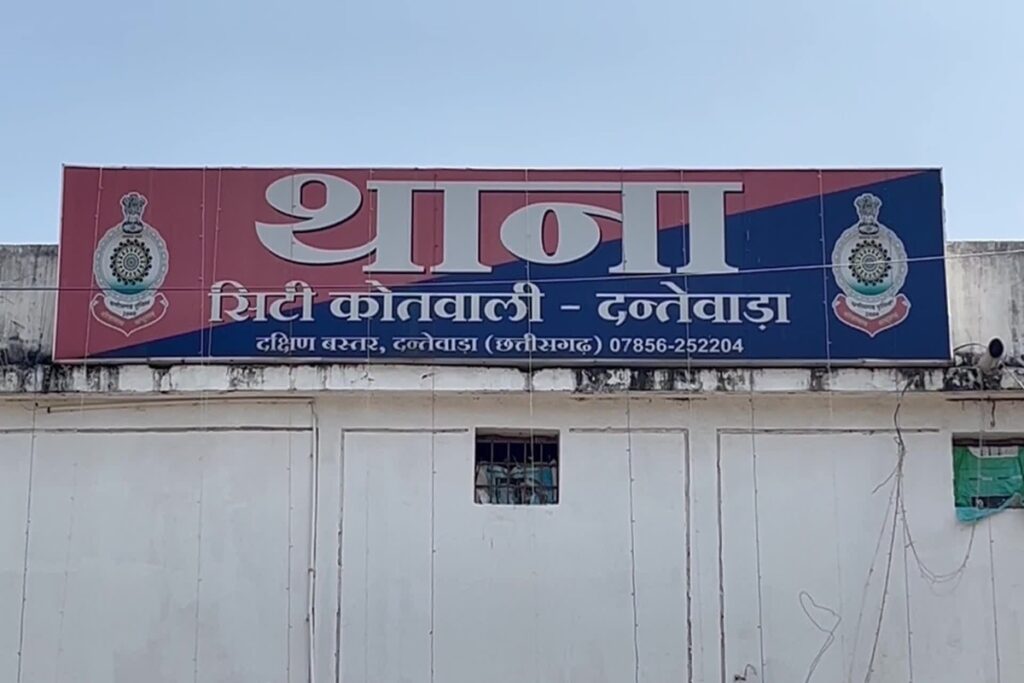 थाना
सिटी कोतवाली - दन्तेवाड़ा
दक्षिण बस्तर, दन्तेवाड़ा (छत्तीसगढ़) 07856-252204